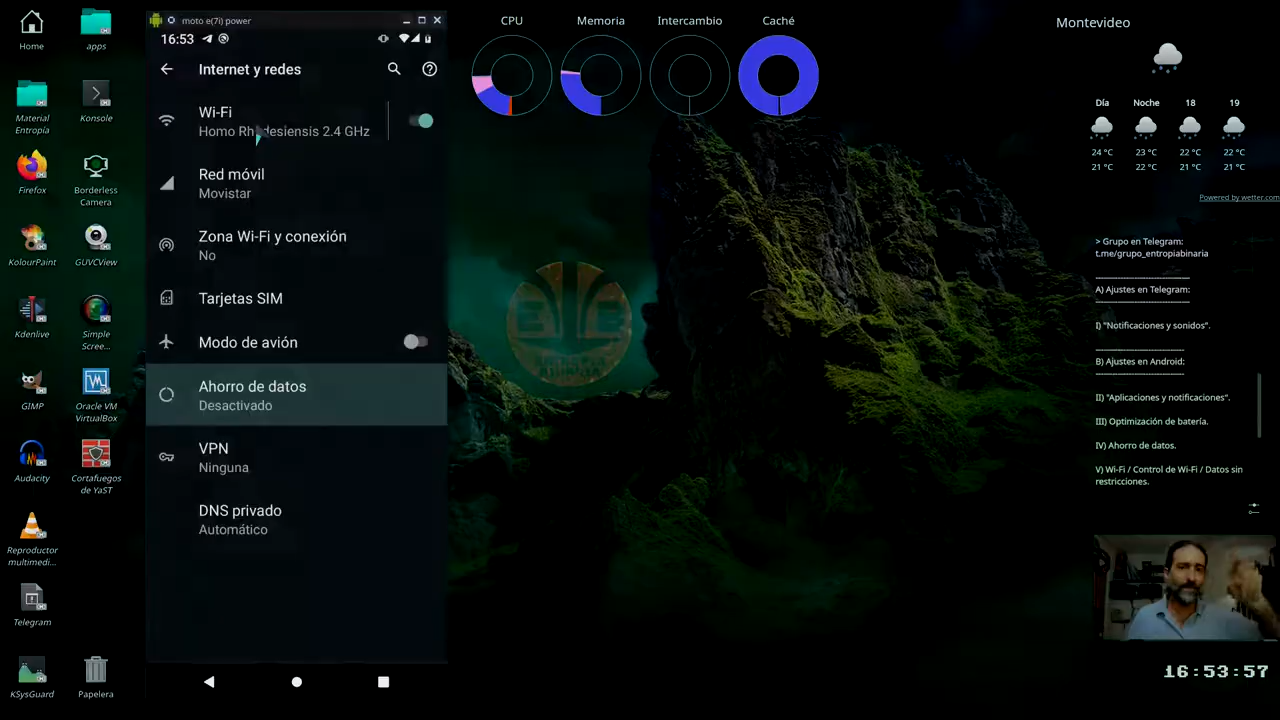 Home
apps
Material
Entropía
Konsole
Firefox
Borderless
Camera
KolourPaint
GUVCView
Kdenlive
Simple
Scree...
GIMP
Oracle VM
VirtualBox
Audacity
Cortafuegos
de YaST
Reproductor
multimedi...
Telegram
KSysGuard
Papelera
moto e(7i) power
16:53
Internet y redes
Wi-Fi
Homo Rhodesiensis 2.4 GHz
Red móvil
Movistar
Zona Wi-Fi y conexión
No
Tarjetas SIM
Modo de avión
Ahorro de datos
Desactivado
VPN
Ninguna
DNS privado
Automático
CPU
Memoria
Intercambio
Caché
Montevideo
Día
Noche
18
19
24 °C
23 °C
22 °C
22 °C
21 °C
22 °C
21 °C
21 °C
Powered by wetter.com
> Grupo en Telegram:
t.me/grupo_entropiabinaria
A) Ajustes en Telegram:
I) "Notificaciones y sonidos".
B) Ajustes en Android:
II) "Aplicaciones y notificaciones".
III) Optimización de batería.
IV) Ahorro de datos.
V) Wi-Fi / Control de Wi-Fi / Datos sin
restricciones.
16:53:57